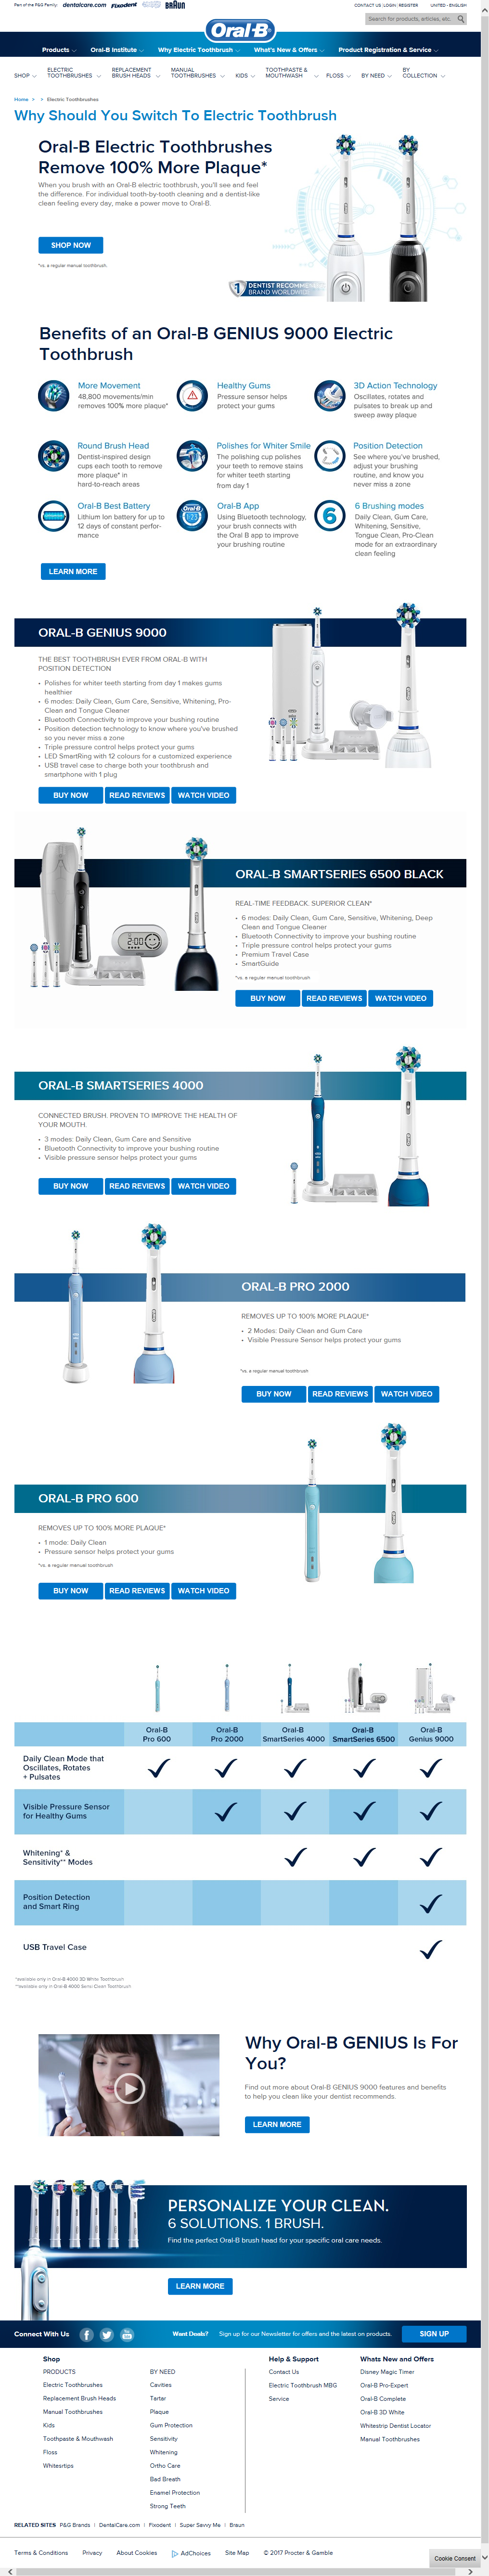 Part of the P&G Family: dentalcare.com Fixodent BRAUN
CONTACT US LOGIN | REGISTER UNITED - ENGLISH
Search for products, articles, etc.
Oral-B
Products Oral-B Institute Why Electric Toothbrush What's New & Offers Product Registration & Service
SHOP ELECTRIC TOOTHBRUSHES REPLACEMENT BRUSH HEADS MANUAL TOOTHBRUSHES KIDS TOOTHPASTE & MOUTHWASH FLOSS BY NEED BY COLLECTION
Home > > Electric Toothbrushes
Why Should You Switch To Electric Toothbrush
Oral-B Electric Toothbrushes
Remove 100% More Plaque*
When you brush with an Oral-B electric toothbrush, you'll see and feel
the difference. For individual tooth-by-tooth cleaning and a dentist-like
clean feeling every day, make a power move to Oral-B.
SHOP NOW
*vs. a regular manual toothbrush.
#1 DENTIST RECOMMENDED
BRAND WORLDWIDE
Benefits of an Oral-B GENIUS 9000 Electric
Toothbrush
More Movement
48,800 movements/min
removes 100% more plaque*
Healthy Gums
Pressure sensor helps
protect your gums
3D Action Technology
Oscillates, rotates and
pulsates to break up and
sweep away plaque
Round Brush Head
Dentist-inspired design
cups each tooth to remove
more plaque* in
hard-to-reach areas
Polishes for Whiter Smile
The polishing cup polishes
your teeth to remove stains
for whiter teeth starting
from day 1
Position Detection
See where you've brushed,
adjust your brushing
routine, and know you
never miss a zone
Oral-B Best Battery
Lithium Ion battery for up to
12 days of constant perfor-
mance
Oral-B
Oral-B App
Using Bluetooth technology,
your brush connects with
the Oral B app to improve
your brushing routine
6
6 Brushing modes
Daily Clean, Gum Care,
Whitening, Sensitive,
Tongue Clean, Pro-Clean
mode for an extraordinary
clean feeling
LEARN MORE
ORAL-B GENIUS 9000
THE BEST TOOTHBRUSH EVER FROM ORAL-B WITH
POSITION DETECTION
• Polishes for whiter teeth starting from day 1 makes gums
healthier
• 6 modes: Daily Clean, Gum Care, Sensitive, Whitening, Pro-
Clean and Tongue Cleaner
• Bluetooth Connectivity to improve your bushing routine
• Position detection technology to know where you've brushed
so you never miss a zone
• Triple pressure control helps protect your gums
• LED SmartRing with 12 colours for a customized experience
• USB travel case to charge both your toothbrush and
smartphone with 1 plug
BUY NOW READ REVIEWS WATCH VIDEO
2:00
ORAL-B SMARTSERIES 6500 BLACK
REAL-TIME FEEDBACK. SUPERIOR CLEAN*
• 6 modes: Daily Clean, Gum Care, Sensitive, Whitening, Deep
Clean and Tongue Cleaner
• Bluetooth Connectivity to improve your bushing routine
• Triple pressure control helps protect your gums
• Premium Travel Case
• SmartGuide
*vs. a regular manual toothbrush
BUY NOW READ REVIEWS WATCH VIDEO
ORAL-B SMARTSERIES 4000
CONNECTED BRUSH. PROVEN TO IMPROVE THE HEALTH OF
YOUR MOUTH.
• 3 modes: Daily Clean, Gum Care and Sensitive
• Bluetooth Connectivity to improve your bushing routine
• Visible pressure sensor helps protect your gums
BUY NOW READ REVIEWS WATCH VIDEO
ORAL-B PRO 2000
REMOVES UP TO 100% MORE PLAQUE*
• 2 Modes: Daily Clean and Gum Care
• Visible Pressure Sensor helps protect your gums
*vs. a regular manual toothbrush
BUY NOW READ REVIEWS WATCH VIDEO
ORAL-B PRO 600
REMOVES UP TO 100% MORE PLAQUE*
• 1 mode: Daily Clean
• Pressure sensor helps protect your gums
*vs. a regular manual toothbrush
BUY NOW READ REVIEWS WATCH VIDEO
Oral-B Pro 600 Oral-B Pro 2000 Oral-B SmartSeries 4000 Oral-B SmartSeries 6500 Oral-B Genius 9000
Daily Clean Mode that
Oscillates, Rotates
+ Pulsates
Visible Pressure Sensor
for Healthy Gums
Whitening* &
Sensitivity** Modes
Position Detection
and Smart Ring
USB Travel Case
*available only in Oral-B 4000 3D White Toothbrush
**available only in Oral-B 4000 Sensi Clean Toothbrush
Why Oral-B GENIUS Is For
You?
Find out more about Oral-B GENIUS 9000 features and benefits
to help you clean like your dentist recommends.
LEARN MORE
PERSONALIZE YOUR CLEAN.
6 SOLUTIONS. 1 BRUSH.
Find the perfect Oral-B brush head for your specific oral care needs.
LEARN MORE
Connect With Us
Want Deals? Sign up for our Newsletter for offers and the latest on products. SIGN UP
Shop
PRODUCTS
Electric Toothbrushes
Replacement Brush Heads
Manual Toothbrushes
Kids
Toothpaste & Mouthwash
Floss
Whitestrips
BY NEED
Cavities
Tartar
Plaque
Gum Protection
Sensitivity
Whitening
Ortho Care
Bad Breath
Enamel Protection
Strong Teeth
Help & Support
Contact Us
Electric Toothbrush MBG
Service
Whats New and Offers
Disney Magic Timer
Oral-B Pro-Expert
Oral-B Complete
Oral-B 3D White
Whitestrip Dentist Locator
Manual Toothbrushes
RELATED SITES P&G Brands | DentalCare.com | Fixodent | Super Savvy Me | Braun
Terms & Conditions Privacy About Cookies AdChoices Site Map © 2017 Procter & Gamble
Cookie Consent